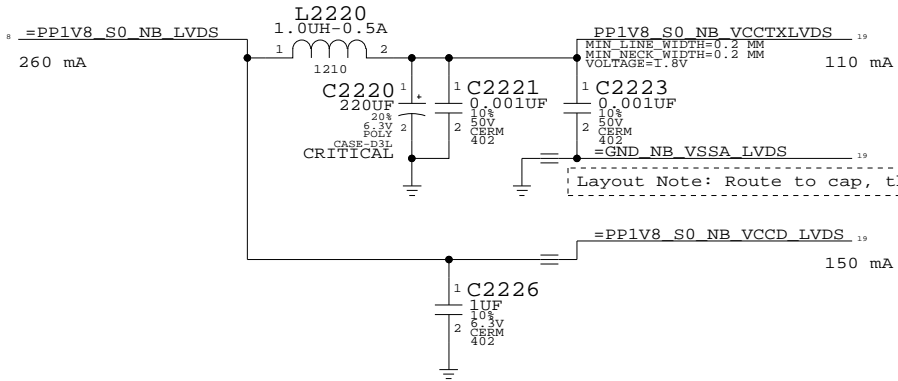 L2220
1.0UH-0.5A
8 =PP1V8_S0_NB_LVDS
PP1V8_S0_NB_VCCTXLVDS 19
1 2
MIN_LINE_WIDTH=0.2 MM
MIN_NECK_WIDTH=0.2 MM
VOLTAGE=1.8V
260 mA
110 mA
1210
C2220 1 +
220UF
20%
6.3V 2
POLY
CASE-D3L
CRITICAL
1 C2221
0.001UF
10%
50V
2 CERM
402
1 C2223
0.001UF
10%
50V
2 CERM
402
=GND_NB_VSSA_LVDS 19
Layout Note: Route to cap, t
=PP1V8_S0_NB_VCCD_LVDS 19
150 mA
1 C2226
1UF
10%
2 6.3V
CERM
402